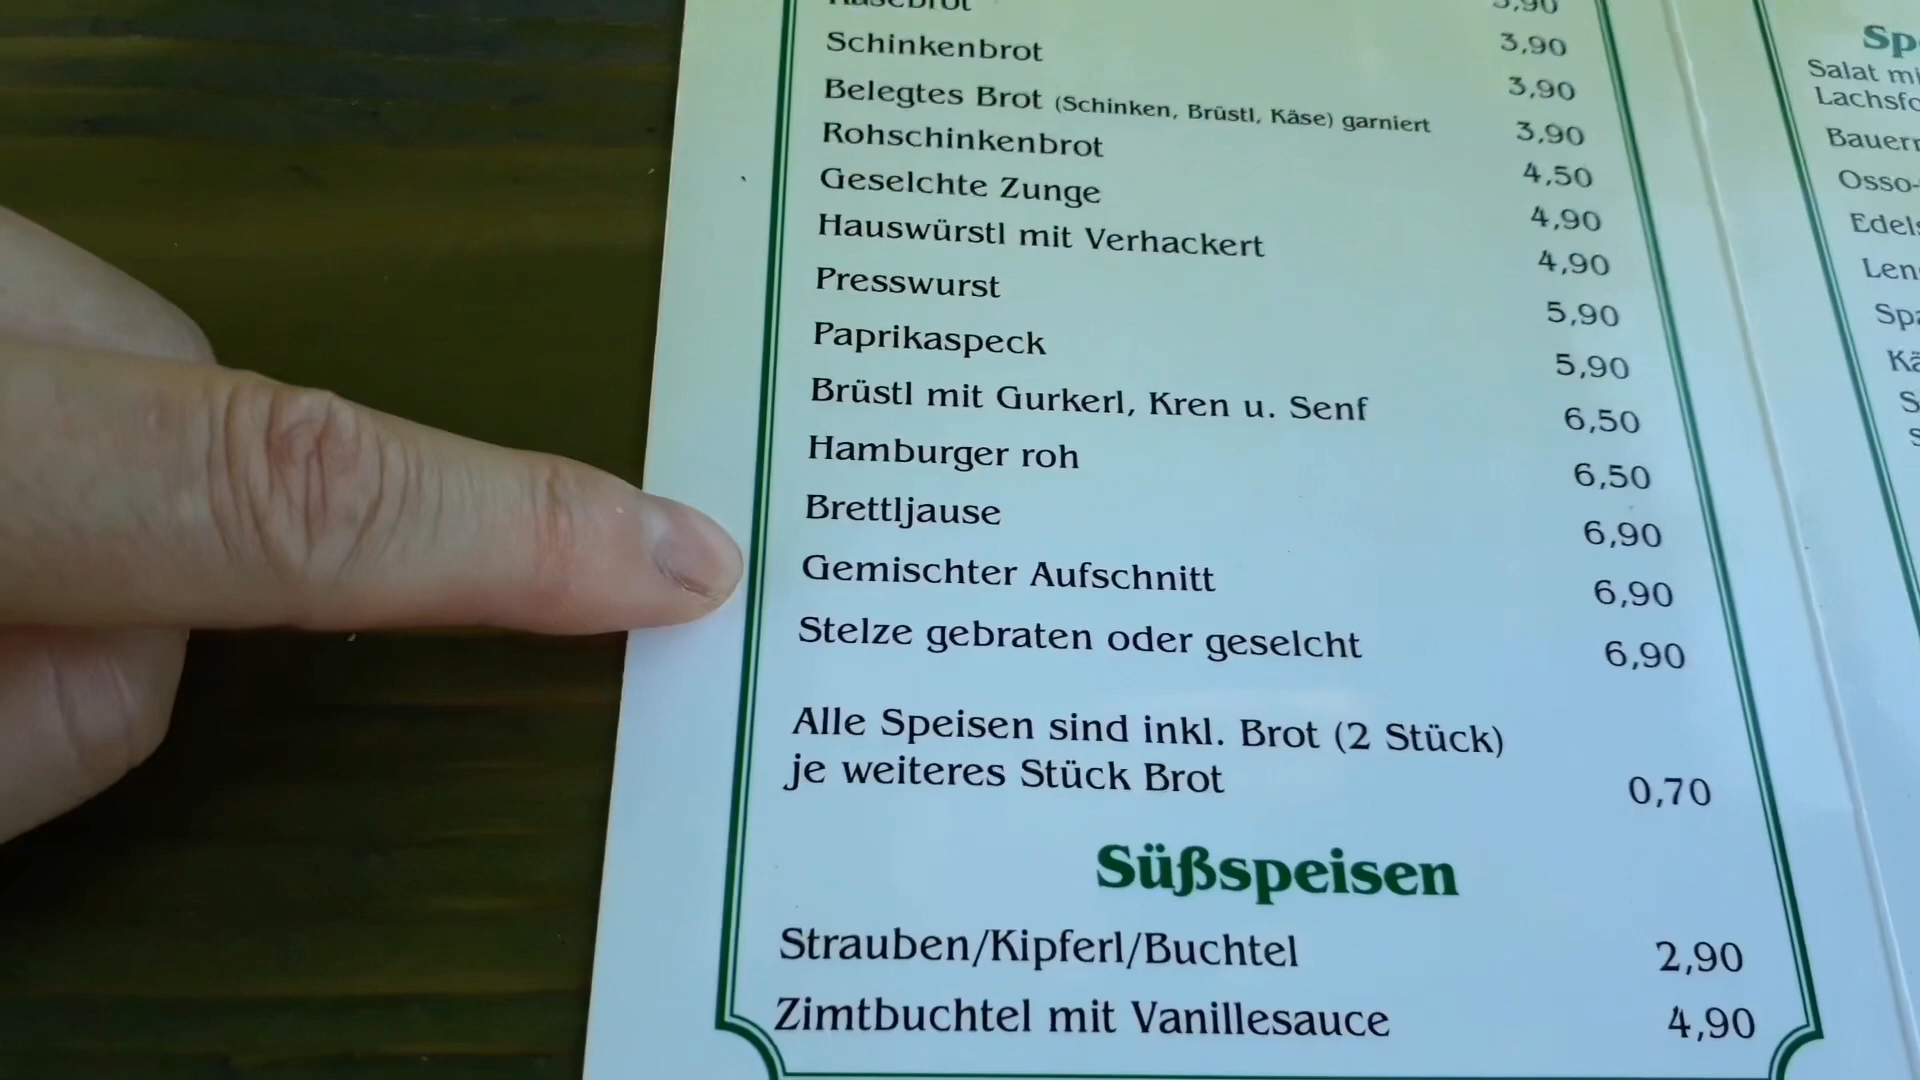 Käsebrot 3,90
Schinkenbrot 3,90
Belegtes Brot (Schinken, Brüstl, Käse) garniert 3,90
Rohschinkenbrot 3,90
Geselchte Zunge 4,50
Hauswürstl mit Verhackert 4,90
Presswurst 4,90
Paprikaspeck 5,90
Brüstl mit Gurkerl, Kren u. Senf 5,90
Hamburger roh 6,50
Brettljause 6,50
Gemischter Aufschnitt 6,90
Stelze gebraten oder geselcht 6,90
6,90
Alle Speisen sind inkl. Brot (2 Stück)
je weiteres Stück Brot 0,70
Süßspeisen
Strauben/Kipferl/Buchtel 2,90
Zimtbuchtel mit Vanillesauce 4,90
Salat